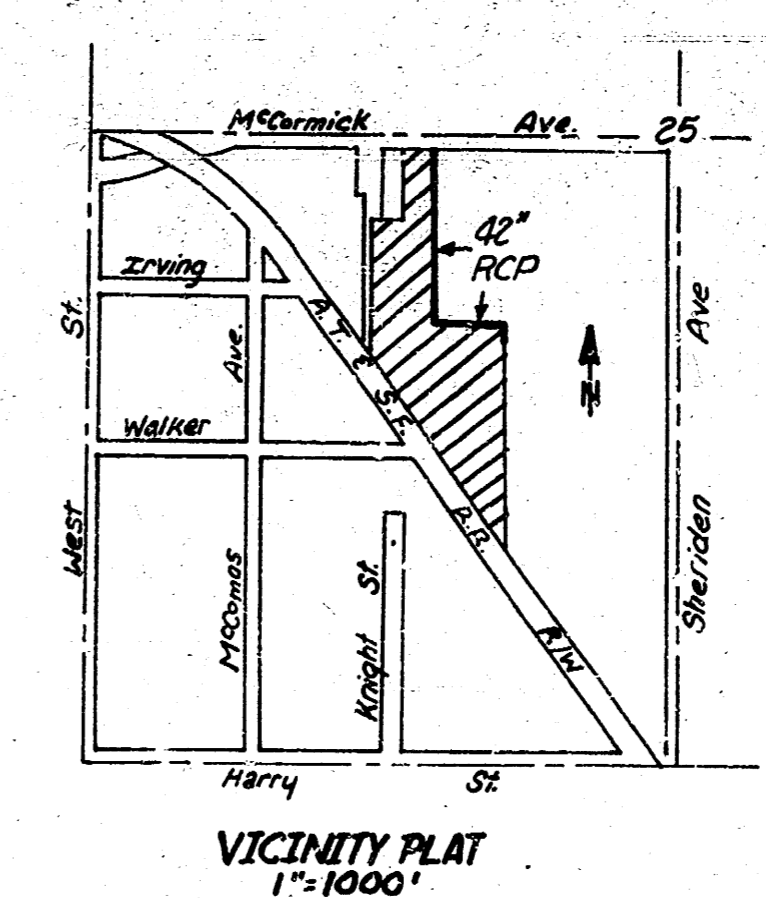 McCormick Ave. 25
42"
RCP
Irving
St.
Ave.
A. T. & S. F.
Ave
N
Walker
West
McComas
Knight St.
R.R.
R/W
Sheriden
Harry St.
VICINITY PLAT
1"=1000'